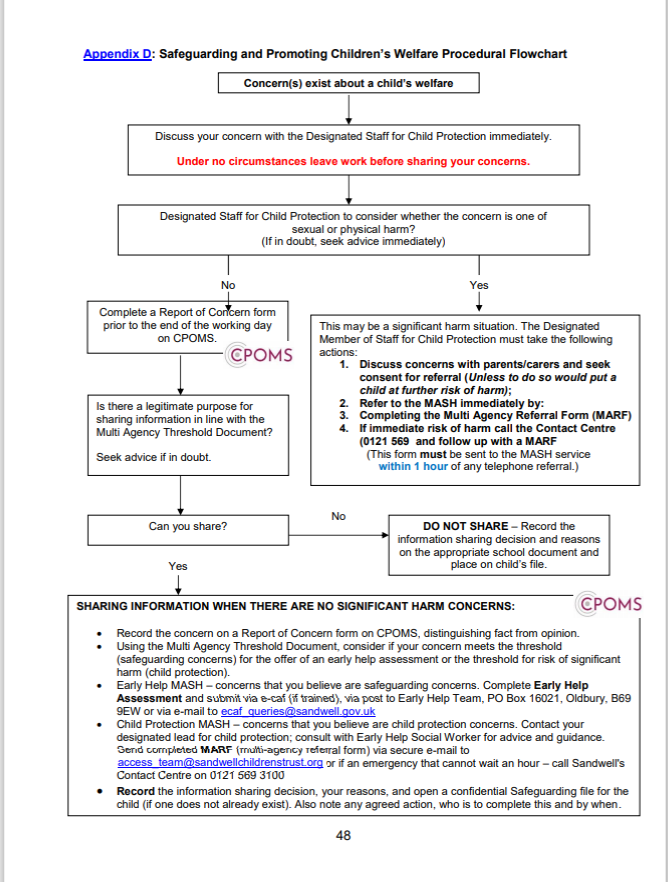 Appendix D: Safeguarding and Promoting Children's Welfare Procedural Flowchart
Concern(s) exist about a child's welfare
Discuss your concern with the Designated Staff for Child Protection immediately.
Under no circumstances leave work before sharing your concerns.
Designated Staff for Child Protection to consider whether the concern is one of
sexual or physical harm?
(If in doubt, seek advice immediately)
No
Yes
Complete a Report of Concern form
prior to the end of the working day
on CPOMS.
CPOMS
This may be a significant harm situation. The Designated
Member of Staff for Child Protection must take the following
actions:
1. Discuss concerns with parents/carers and seek
consent for referral (Unless to do so would put a
child at further risk of harm);
2. Refer to the MASH immediately by:
3. Completing the Multi Agency Referral Form (MARF)
4. If immediate risk of harm call the Contact Centre
(0121 569 and follow up with a MARF
(This form must be sent to the MASH service
within 1 hour of any telephone referral.)
Is there a legitimate purpose for
sharing information in line with the
Multi Agency Threshold Document?
Seek advice if in doubt.
Can you share?
No
DO NOT SHARE – Record the
information sharing decision and reasons
on the appropriate school document and
place on child's file.
Yes
CPOMS
SHARING INFORMATION WHEN THERE ARE NO SIGNIFICANT HARM CONCERNS:
• Record the concern on a Report of Concern form on CPOMS, distinguishing fact from opinion.
• Using the Multi Agency Threshold Document, consider if your concern meets the threshold
(safeguarding concerns) for the offer of an early help assessment or the threshold for risk of significant
harm (child protection).
• Early Help MASH – concerns that you believe are safeguarding concerns. Complete Early Help
Assessment and submit via e-caf (if trained), via post to Early Help Team, PO Box 16021, Oldbury, B69
9EW or via e-mail to ecaf_queries@sandwell.gov.uk
• Child Protection MASH – concerns that you believe are child protection concerns. Contact your
designated lead for child protection; consult with Early Help Social Worker for advice and guidance.
Send completed MARF (multi-agency referral form) via secure e-mail to
access_team@sandwellchildrenstrust.org or if an emergency that cannot wait an hour – call Sandwell's
Contact Centre on 0121 569 3100
• Record the information sharing decision, your reasons, and open a confidential Safeguarding file for the
child (if one does not already exist). Also note any agreed action, who is to complete this and by when.
48